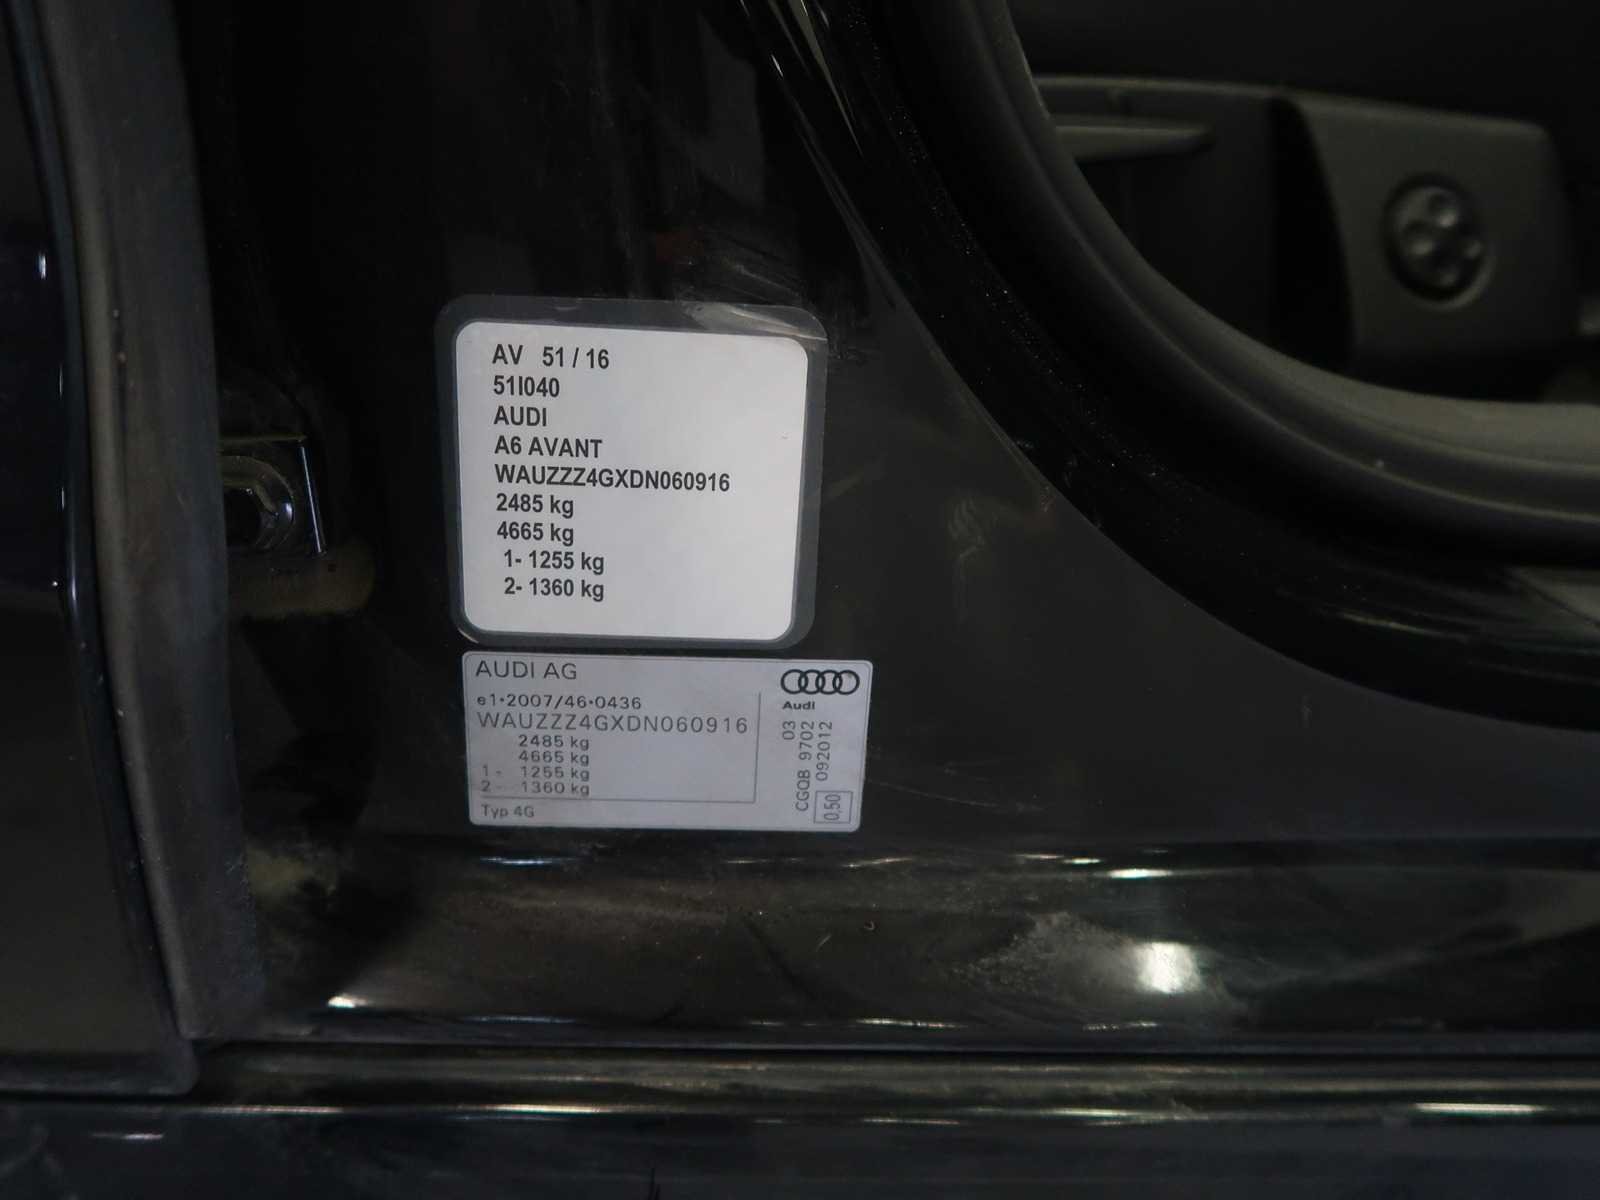 AV 51 / 16
51I040
AUDI
A6 AVANT
WAUZZZ4GXDN060916
2485 kg
4665 kg
1- 1255 kg
2- 1360 kg
AUDI AG
e1*2007/46*0436
WAUZZZ4GXDN060916
2485 kg
4665 kg
1- 1255 kg
2- 1360 kg
Typ 4G
Audi
03
CGQB 9702
092012
0,50